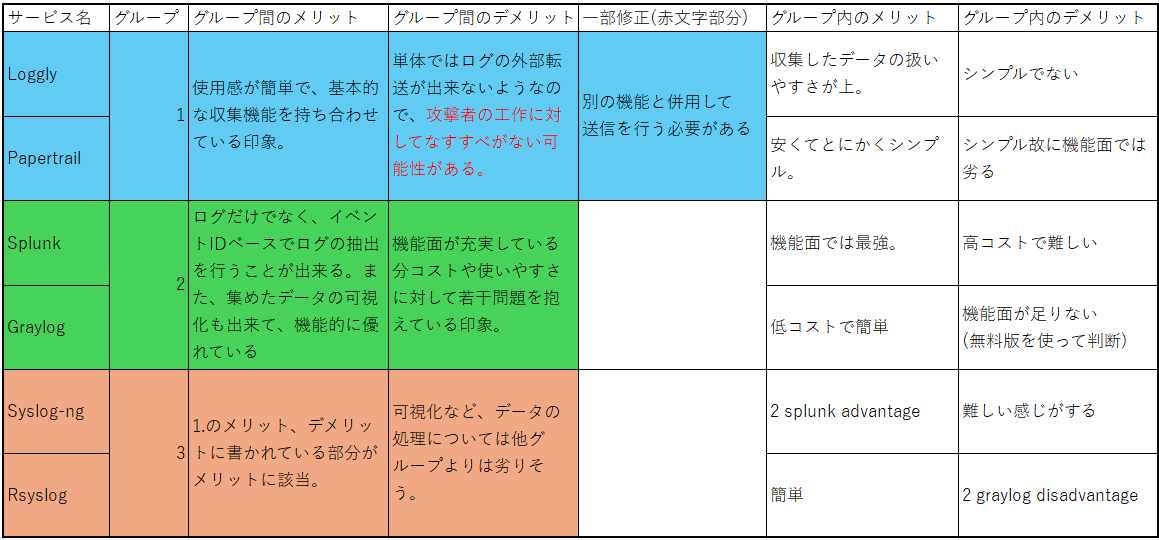 サービス名 グループ グループ間のメリット グループ間のデメリット 一部修正(赤文字部分) グループ内のメリット グループ内のデメリット
Loggly
Papertrail
1
使用感が簡単で、基本的
な収集機能を持ち合わせ
ている印象。
単体ではログの外部転
送が出来ないようなの
で、攻撃者の工作に対
してなすすべがない可
能性がある。
別の機能と併用して
送信を行う必要がある
収集したデータの扱い
やすさが上。
シンプルでない
安くてとにかくシンプ
ル。
シンプル故に機能面では
劣る
Splunk
Graylog
2
ログだけでなく、イベン
トIDベースでログの抽出
を行うことが出来る。ま
た、集めたデータの可視
化も出来て、機能的に優
れている
機能面が充実している
分コストや使いやすさ
に対して若干問題を抱
えている印象。
機能面では最強。
高コストで難しい
低コストで簡単
機能面が足りない
(無料版を使って判断)
Syslog-ng
Rsyslog
3
1.のメリット、デメリッ
トに書かれている部分が
メリットに該当。
可視化など、データの
処理については他グ
ループよりは劣りそ
う。
2 splunk advantage
難しい感じがする
簡単
2 graylog disadvantage